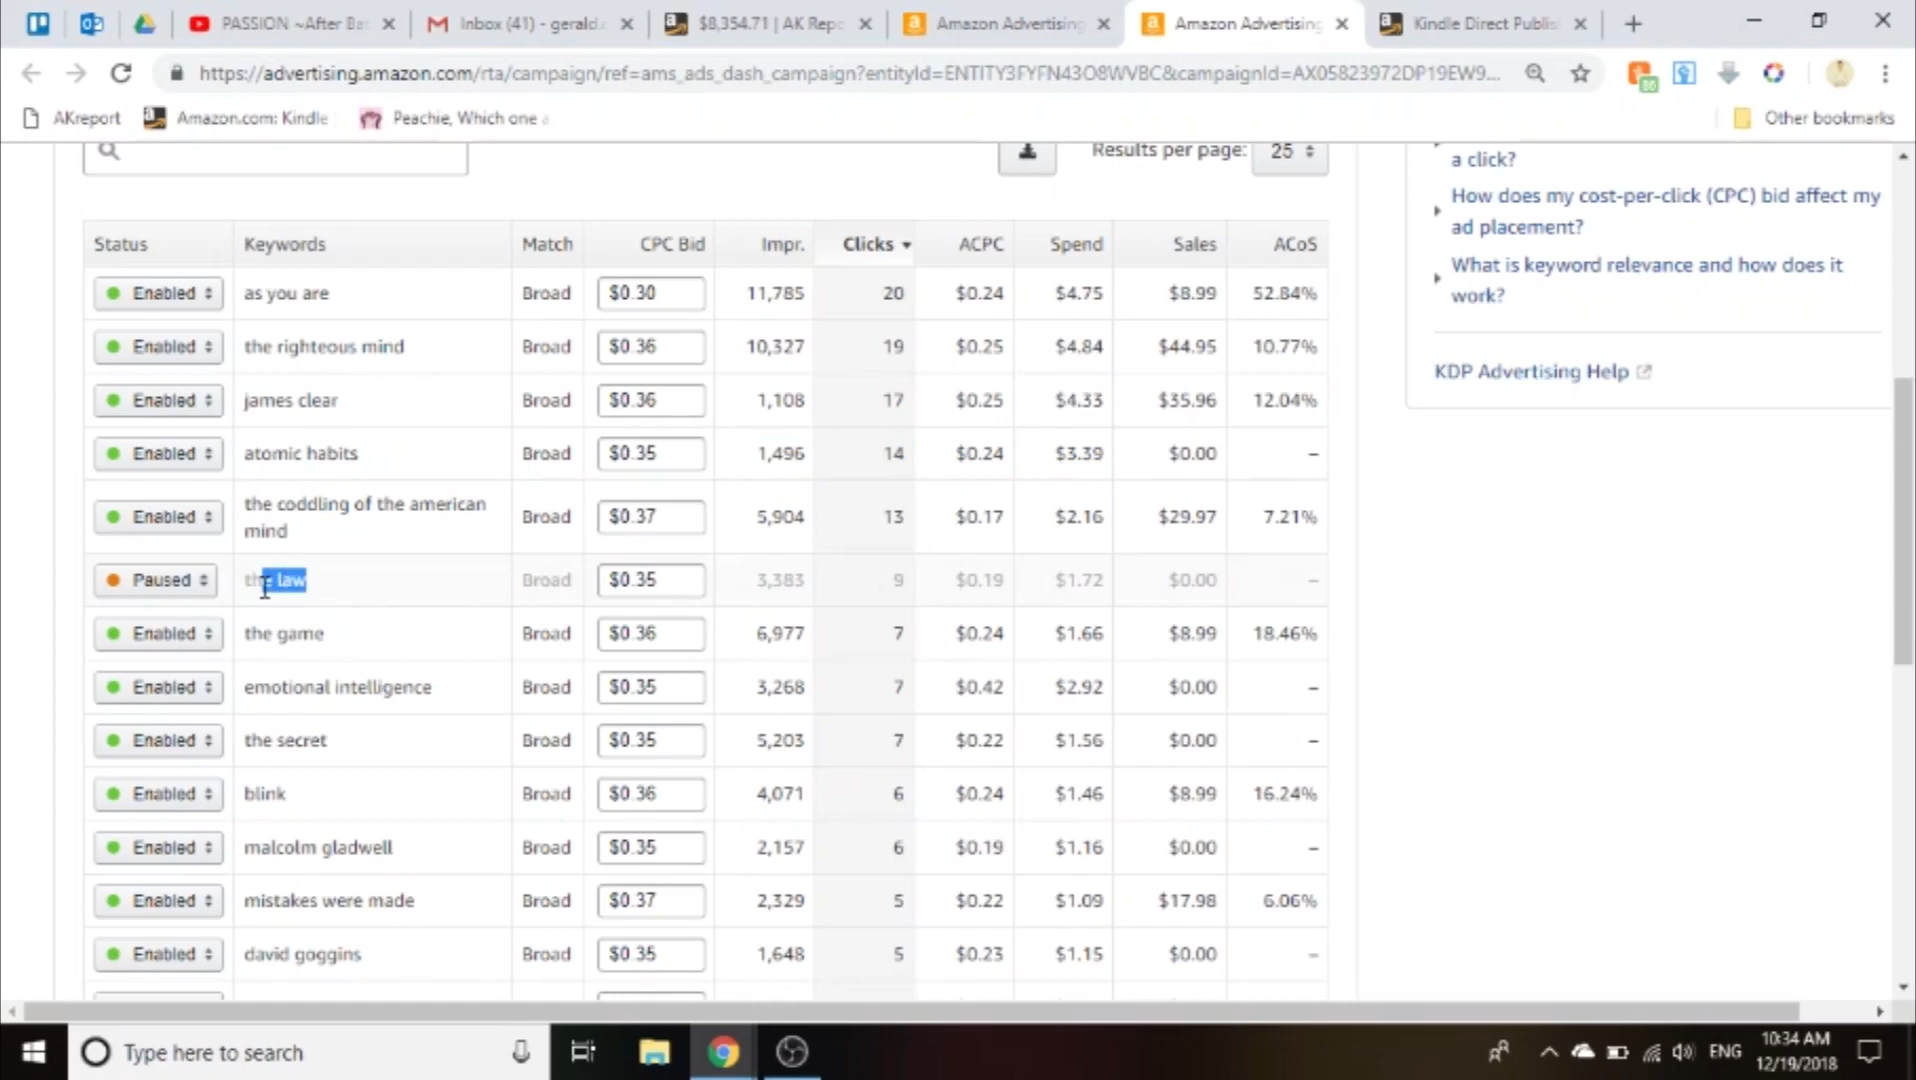 PASSION ~After Ba
Inbox (41) - gerald.
$8,354.71 | AK Repo
Amazon Advertising
Amazon Advertising
Kindle Direct Publis
https://advertising.amazon.com/rta/campaign/ref=ams_ads_dash_campaign?entityId=ENTITY3FYFN43O8WVBC&campaignId=AX05823972DP19EW9...
86
AKreport
Amazon.com: Kindle
Peachie, Which one a
Other bookmarks
Results per page: 25
a click?
How does my cost-per-click (CPC) bid affect my
ad placement?
What is keyword relevance and how does it
work?
KDP Advertising Help
Status Keywords Match CPC Bid Impr. Clicks ACPC Spend Sales ACoS
Enabled as you are Broad $0.30 11,785 20 $0.24 $4.75 $8.99 52.84%
Enabled the righteous mind Broad $0.36 10,327 19 $0.25 $4.84 $44.95 10.77%
Enabled james clear Broad $0.36 1,108 17 $0.25 $4.33 $35.96 12.04%
Enabled atomic habits Broad $0.35 1,496 14 $0.24 $3.39 $0.00 –
Enabled the coddling of the american
mind Broad $0.37 5,904 13 $0.17 $2.16 $29.97 7.21%
Paused the law Broad $0.35 3,383 9 $0.19 $1.72 $0.00 –
Enabled the game Broad $0.36 6,977 7 $0.24 $1.66 $8.99 18.46%
Enabled emotional intelligence Broad $0.35 3,268 7 $0.42 $2.92 $0.00 –
Enabled the secret Broad $0.35 5,203 7 $0.22 $1.56 $0.00 –
Enabled blink Broad $0.36 4,071 6 $0.24 $1.46 $8.99 16.24%
Enabled malcolm gladwell Broad $0.35 2,157 6 $0.19 $1.16 $0.00 –
Enabled mistakes were made Broad $0.37 2,329 5 $0.22 $1.09 $17.98 6.06%
Enabled david goggins Broad $0.35 1,648 5 $0.23 $1.15 $0.00 –
Type here to search
ENG
10:34 AM
12/19/2018